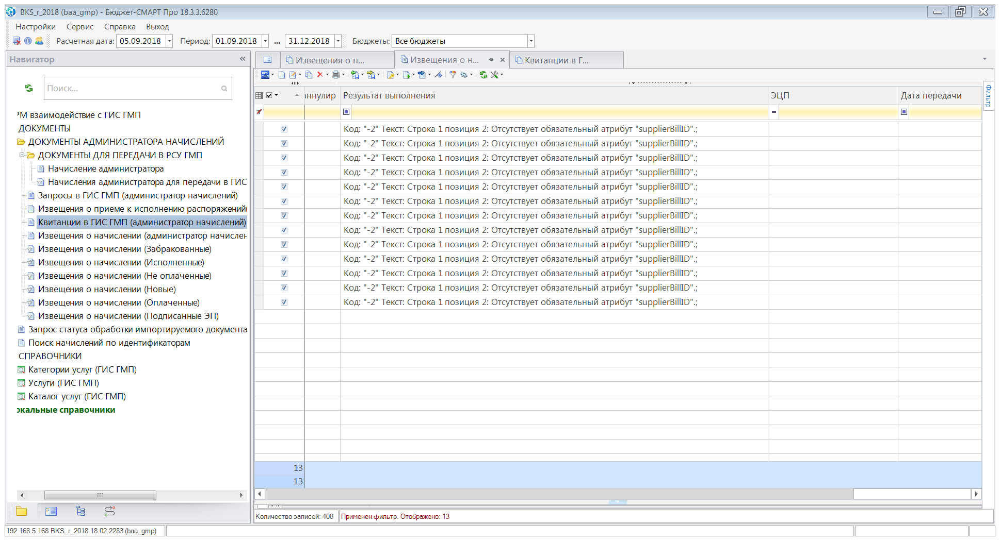 BKS_r_2018 (baa_gmp) - Бюджет-СМАРТ Про 18.3.3.6280
Настройки Сервис Справка Выход
Расчетная дата: 05.09.2018 Период: 01.09.2018 ... 31.12.2018 Бюджеты: Все бюджеты
Навигатор
Поиск...
РМ взаимодействие с ГИС ГМП
ДОКУМЕНТЫ
ДОКУМЕНТЫ АДМИНИСТРАТОРА НАЧИСЛЕНИЙ
ДОКУМЕНТЫ ДЛЯ ПЕРЕДАЧИ В РСУ ГМП
Начисление администратора
Начисления администратора для передачи в ГИС
Запросы в ГИС ГМП (администратор начислений)
Извещения о приеме к исполнению распоряжений
Квитанции в ГИС ГМП (администратор начислений)
Извещения о начислении (администратор начислен
Извещения о начислении (Забракованные)
Извещения о начислении (Исполненные)
Извещения о начислении (Не оплаченные)
Извещения о начислении (Новые)
Извещения о начислении (Оплаченные)
Извещения о начислении (Подписанные ЭП)
Запрос статуса обработки импортируемого документа
Поиск начислений по идентификаторам
СПРАВОЧНИКИ
Категории услуг (ГИС ГМП)
Услуги (ГИС ГМП)
Каталог услуг (ГИС ГМП)
окальные справочники
Извещения о п... Извещения о н... Квитанции в Г...
РСУ ГМП
аннулир Результат выполнения ЭЦП Дата передачи
=
Фильтр
Код: "-2" Текст: Строка 1 позиция 2: Отсутствует обязательный атрибут "supplierBillID".;
Код: "-2" Текст: Строка 1 позиция 2: Отсутствует обязательный атрибут "supplierBillID".;
Код: "-2" Текст: Строка 1 позиция 2: Отсутствует обязательный атрибут "supplierBillID".;
Код: "-2" Текст: Строка 1 позиция 2: Отсутствует обязательный атрибут "supplierBillID".;
Код: "-2" Текст: Строка 1 позиция 2: Отсутствует обязательный атрибут "supplierBillID".;
Код: "-2" Текст: Строка 1 позиция 2: Отсутствует обязательный атрибут "supplierBillID".;
Код: "-2" Текст: Строка 1 позиция 2: Отсутствует обязательный атрибут "supplierBillID".;
Код: "-2" Текст: Строка 1 позиция 2: Отсутствует обязательный атрибут "supplierBillID".;
Код: "-2" Текст: Строка 1 позиция 2: Отсутствует обязательный атрибут "supplierBillID".;
Код: "-2" Текст: Строка 1 позиция 2: Отсутствует обязательный атрибут "supplierBillID".;
Код: "-2" Текст: Строка 1 позиция 2: Отсутствует обязательный атрибут "supplierBillID".;
Код: "-2" Текст: Строка 1 позиция 2: Отсутствует обязательный атрибут "supplierBillID".;
Код: "-2" Текст: Строка 1 позиция 2: Отсутствует обязательный атрибут "supplierBillID".;
13
13
Количество записей: 408 Применен фильтр. Отображено: 13
192.168.5.168.BKS_r_2018 18.02.2283 (baa_gmp)